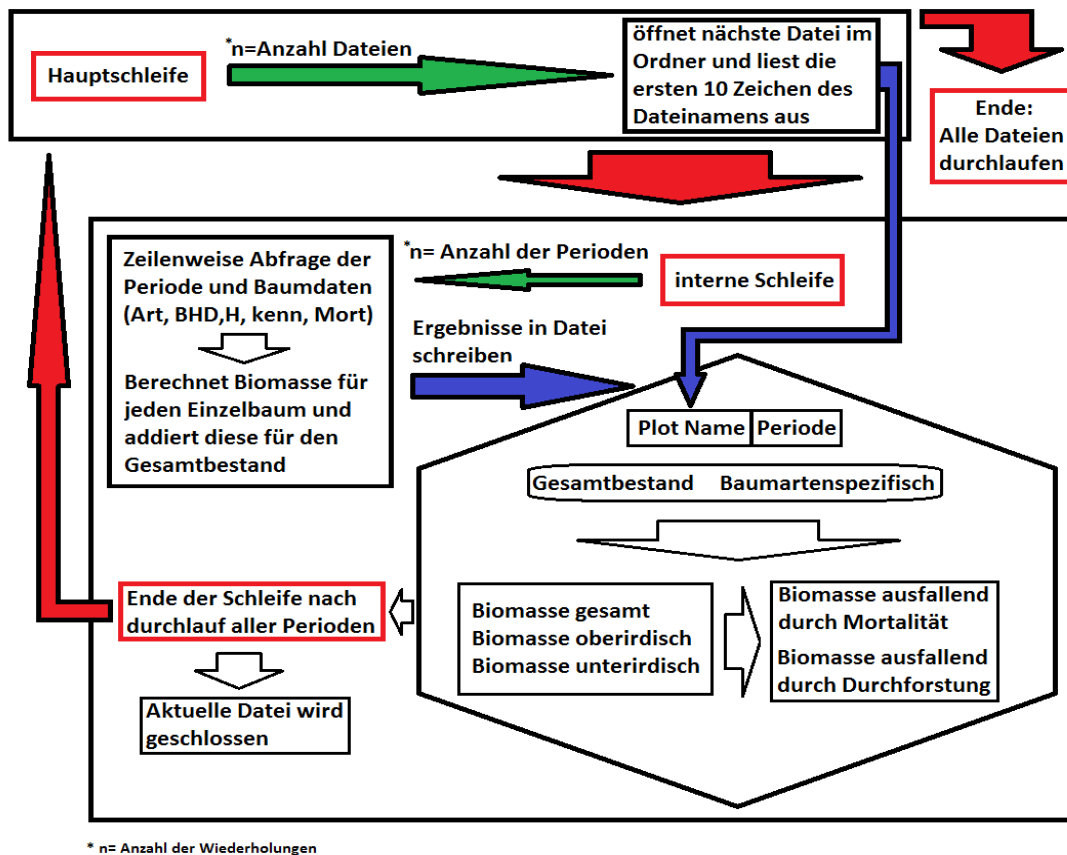 Hauptschleife
*n=Anzahl Dateien
öffnet nächste Datei im
Ordner und liest die
ersten 10 Zeichen des
Dateinamens aus
Ende:
Alle Dateien
durchlaufen
Zeilenweise Abfrage der
Periode und Baumdaten
(Art, BHD,H, kenn, Mort)
Berechnet Biomasse für
jeden Einzelbaum und
addiert diese für den
Gesamtbestand
*n= Anzahl der Perioden
interne Schleife
Ergebnisse in Datei
schreiben
Plot Name
Periode
Gesamtbestand Baumartenspezifisch
Biomasse gesamt
Biomasse oberirdisch
Biomasse unterirdisch
Biomasse ausfallend
durch Mortalität
Biomasse ausfallend
durch Durchforstung
Ende der Schleife nach
durchlauf aller Perioden
Aktuelle Datei wird
geschlossen
* n= Anzahl der Wiederholungen